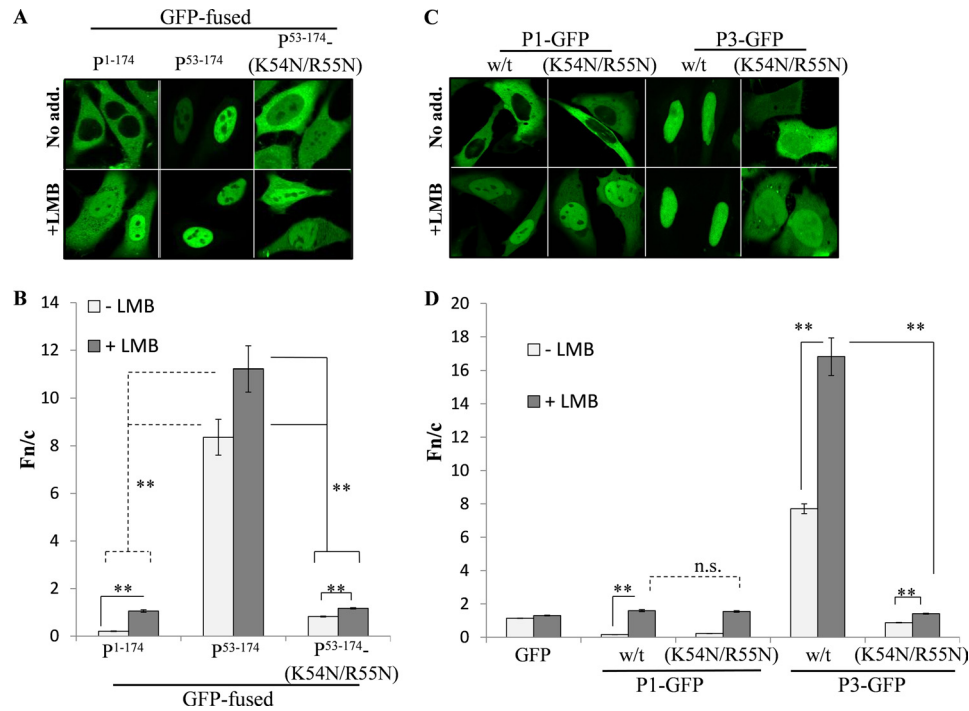 A
GFP-fused
P1-174
P53-174
P53-174-
(K54N/R55N)
No add.
+LMB
C
P1-GFP
P3-GFP
w/t
(K54N/R55N)
w/t
(K54N/R55N)
No add.
+LMB
B
Fn/c
14
12
10
8
6
4
2
0
- LMB
+ LMB
**
**
**
**
P1-174
P53-174
P53-174-
(K54N/R55N)
GFP-fused
D
Fn/c
20
18
16
14
12
10
8
6
4
2
0
- LMB
+ LMB
**
**
**
n.s.
**
GFP
w/t
(K54N/R55N)
w/t
(K54N/R55N)
P1-GFP
P3-GFP